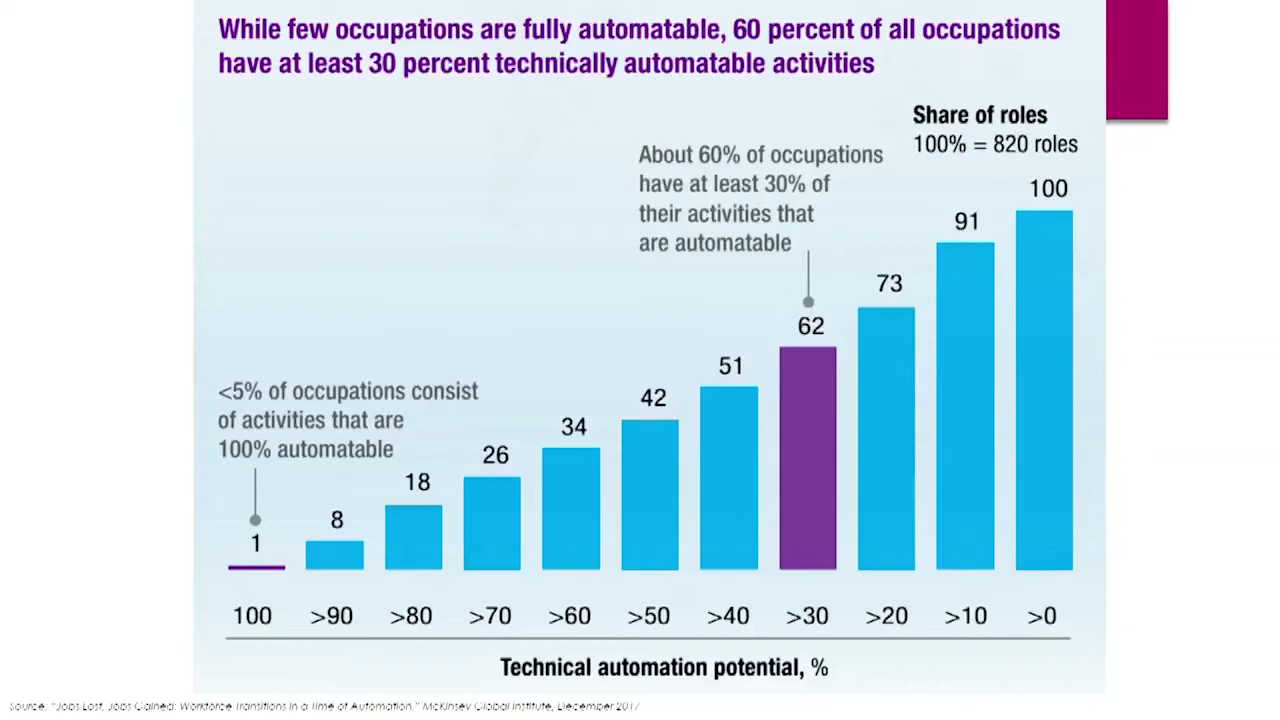 While few occupations are fully automatable, 60 percent of all occupations
have at least 30 percent technically automatable activities
Share of roles
100% = 820 roles
About 60% of occupations
have at least 30% of
their activities that
are automatable
<5% of occupations consist
of activities that are
100% automatable
1
8
18
26
34
42
51
62
73
91
100
100 >90 >80 >70 >60 >50 >40 >30 >20 >10 >0
Technical automation potential, %
Source: "Jobs Lost, Jobs Gained: Workforce Transitions in a Time of Automation," McKinsey Global Institute, December 2017